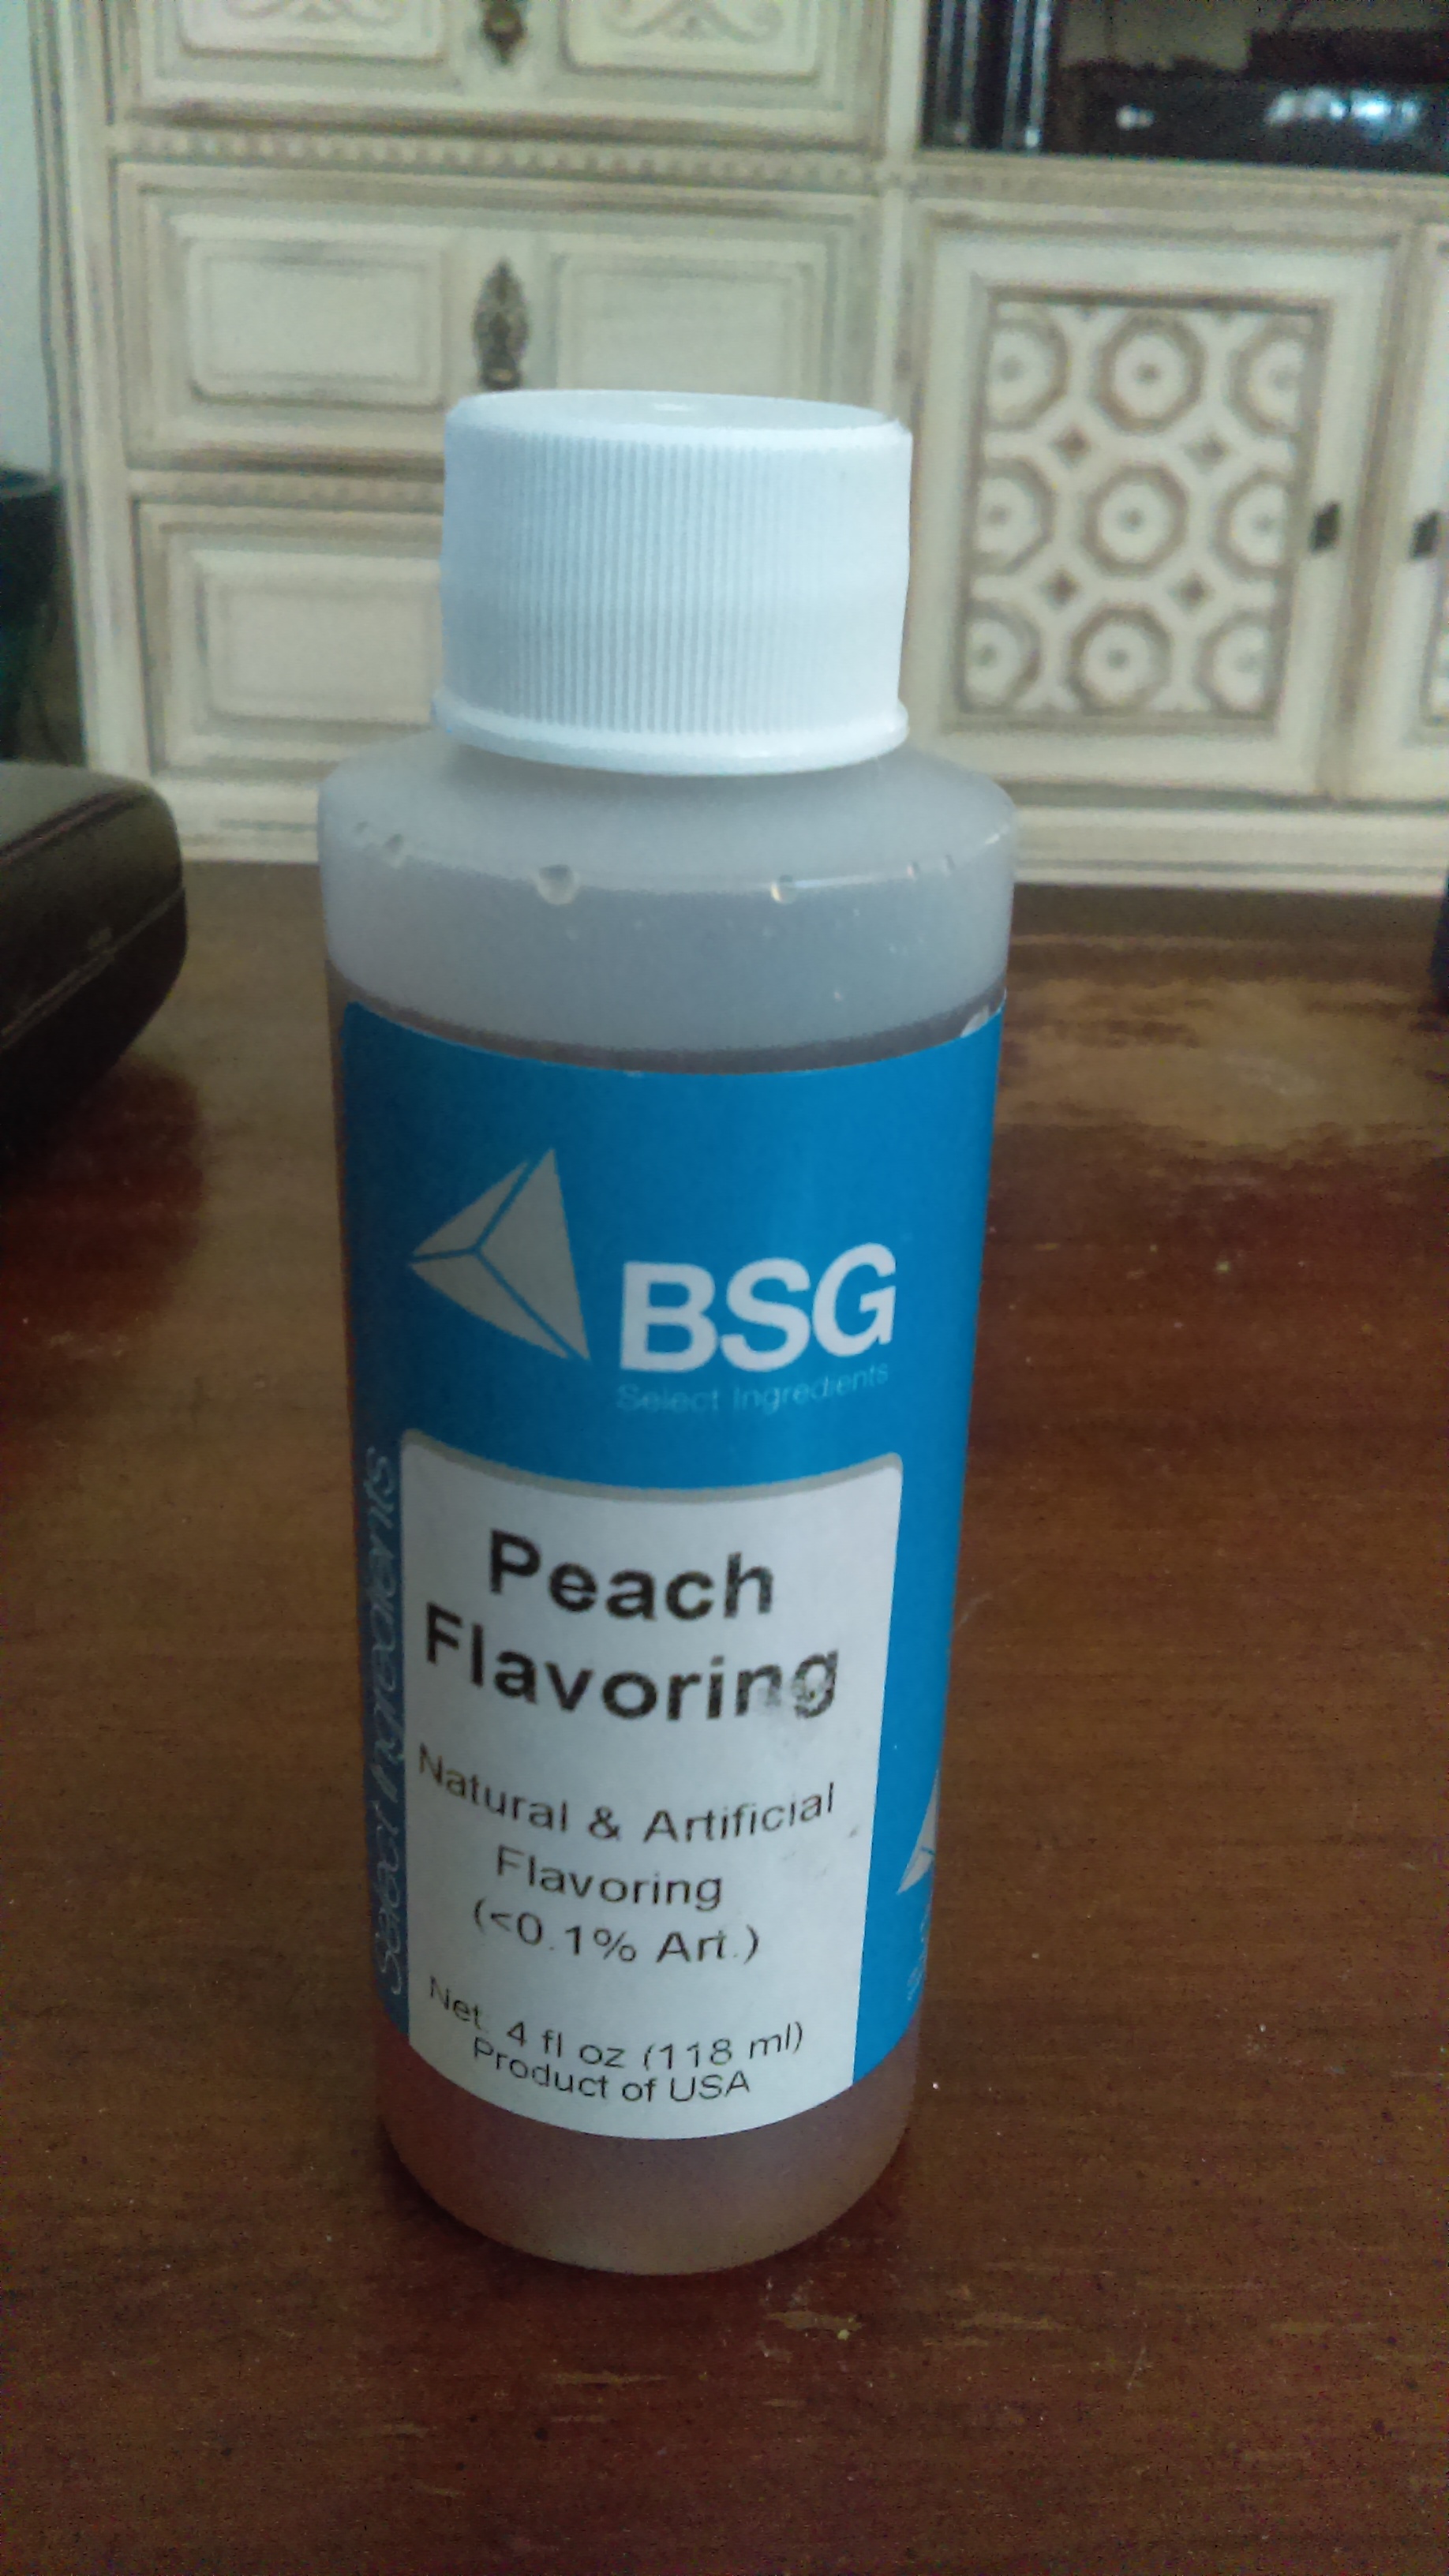 BSG
Select Ingredients
Peach
Flavoring
Natural & Artificial
Flavoring
(<0.1% Art.)
Net: 4 fl oz (118 ml)
Product of USA
Select Ingredients